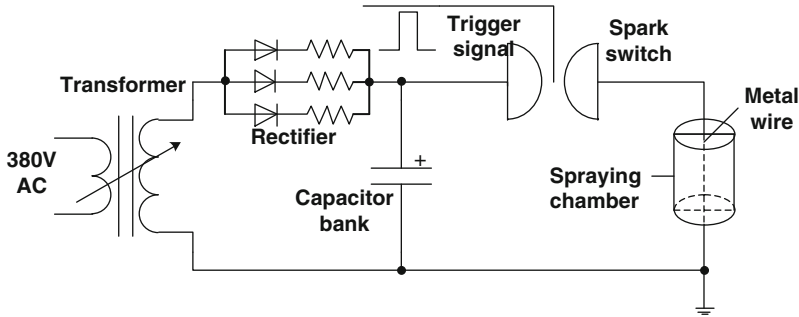 Trigger
signal
Spark
switch
Transformer
Rectifier
Metal
wire
380V
AC
+
Capacitor
bank
Spraying
chamber